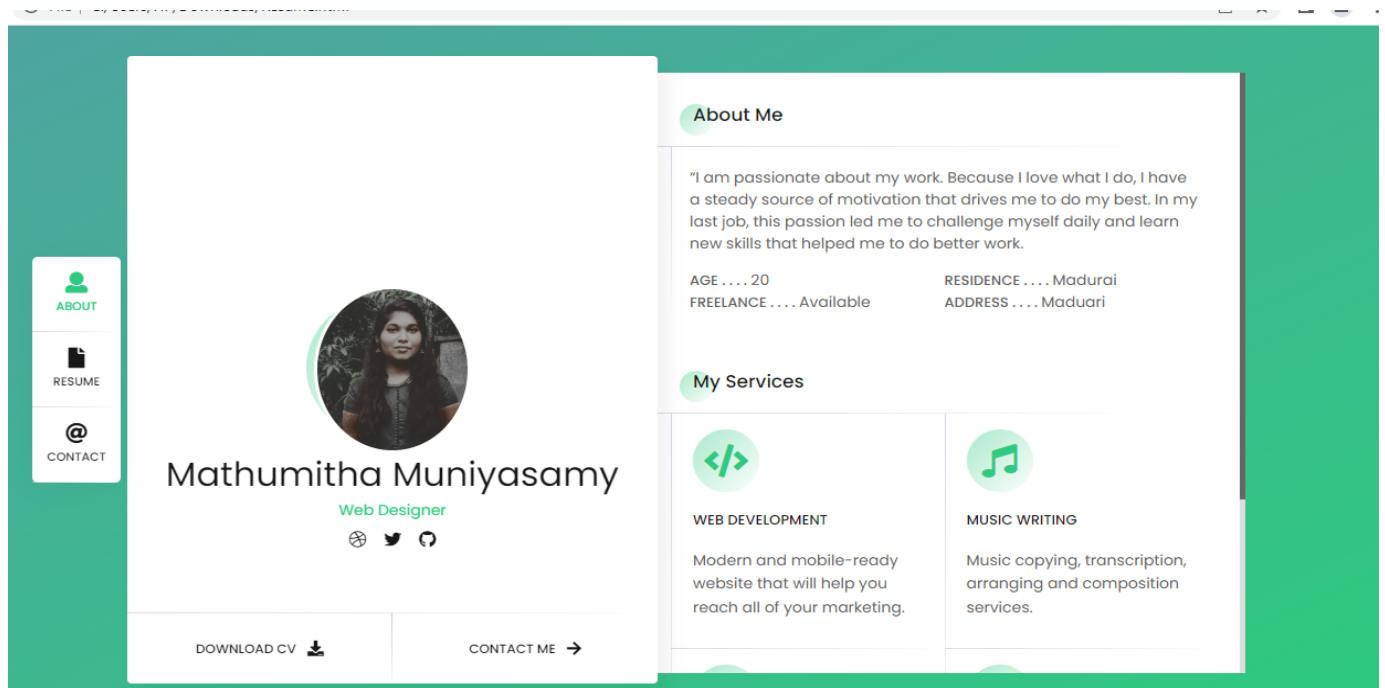 ABOUT
RESUME
CONTACT
Mathumitha Muniyasamy
Web Designer
DOWNLOAD CV
CONTACT ME
About Me
“I am passionate about my work. Because I love what I do, I have
a steady source of motivation that drives me to do my best. In my
last job, this passion led me to challenge myself daily and learn
new skills that helped me to do better work.
AGE . . . . 20
RESIDENCE . . . . Madurai
FREELANCE . . . . Available
ADDRESS . . . . Maduari
My Services
WEB DEVELOPMENT
Modern and mobile-ready
website that will help you
reach all of your marketing.
MUSIC WRITING
Music copying, transcription,
arranging and composition
services.